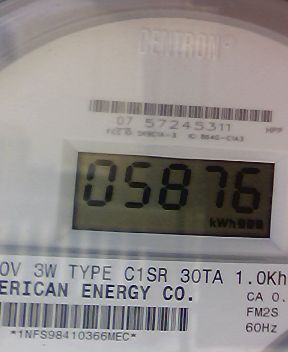 CENTRON®
07 57245311
HPP
05876
kWh
0V 3W TYPE C1SR 30TA 1.0Kh
ERICAN ENERGY CO.
CA 0.
FM2S
60Hz
*1NFS98410366MEC*